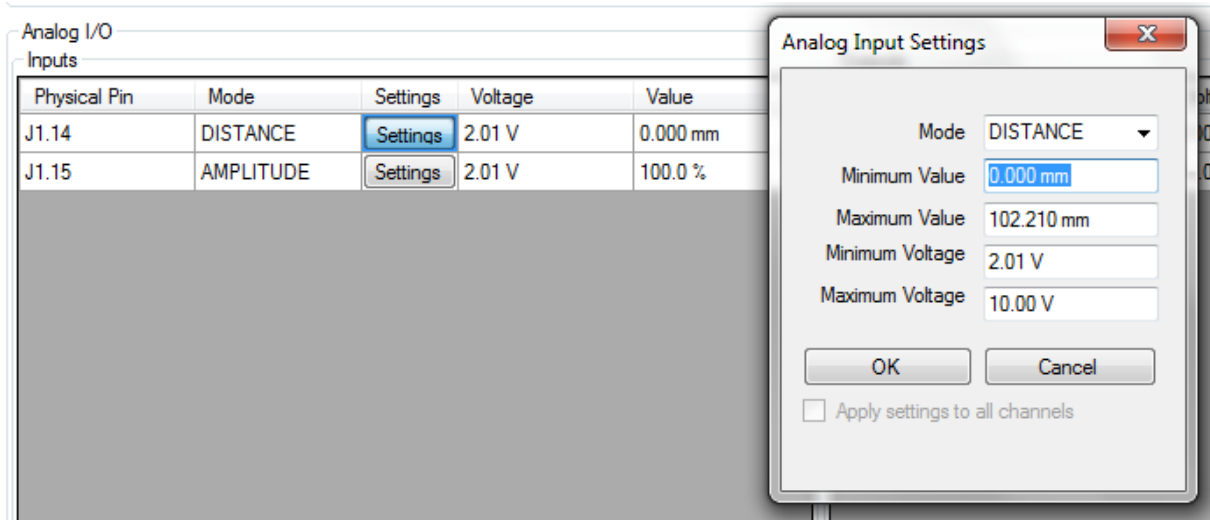 Analog I/O
Inputs
Physical Pin Mode Settings Voltage Value
J1.14 DISTANCE Settings 2.01 V 0.000 mm
J1.15 AMPLITUDE Settings 2.01 V 100.0 %
Analog Input Settings
Mode DISTANCE
Minimum Value 0.000 mm
Maximum Value 102.210 mm
Minimum Voltage 2.01 V
Maximum Voltage 10.00 V
OK Cancel
Apply settings to all channels